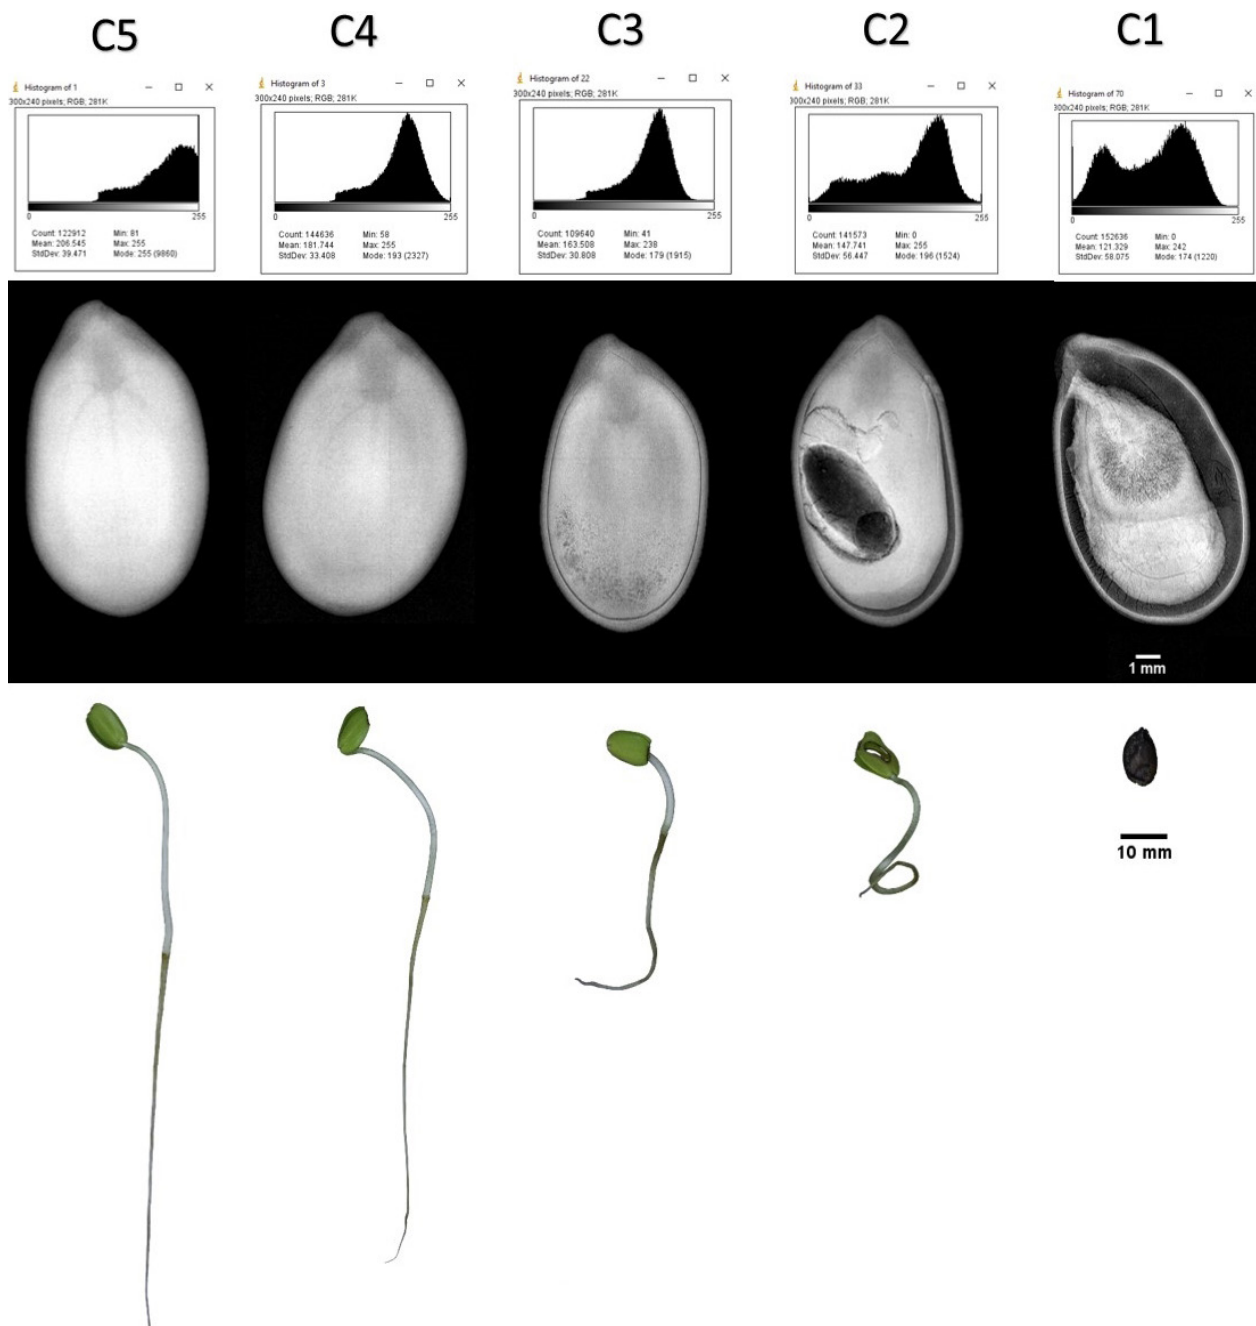 C5 C4 C3 C2 C1
Histogram of 1
300x240 pixels; RGB; 281K
0 255
Count: 122912 Min: 81
Mean: 206.545 Max: 255
StdDev: 39.471 Mode: 255 (9860)
Histogram of 3
300x240 pixels; RGB; 281K
0 255
Count: 144636 Min: 58
Mean: 181.744 Max: 255
StdDev: 33.408 Mode: 193 (2327)
Histogram of 22
300x240 pixels; RGB; 281K
0 255
Count: 109640 Min: 41
Mean: 163.508 Max: 238
StdDev: 30.808 Mode: 179 (1915)
Histogram of 33
300x240 pixels; RGB; 281K
0 255
Count: 141573 Min: 0
Mean: 147.741 Max: 255
StdDev: 56.447 Mode: 196 (1524)
Histogram of 70
300x240 pixels; RGB; 281K
0 255
Count: 152636 Min: 0
Mean: 121.329 Max: 242
StdDev: 58.075 Mode: 174 (1220)
1 mm
10 mm